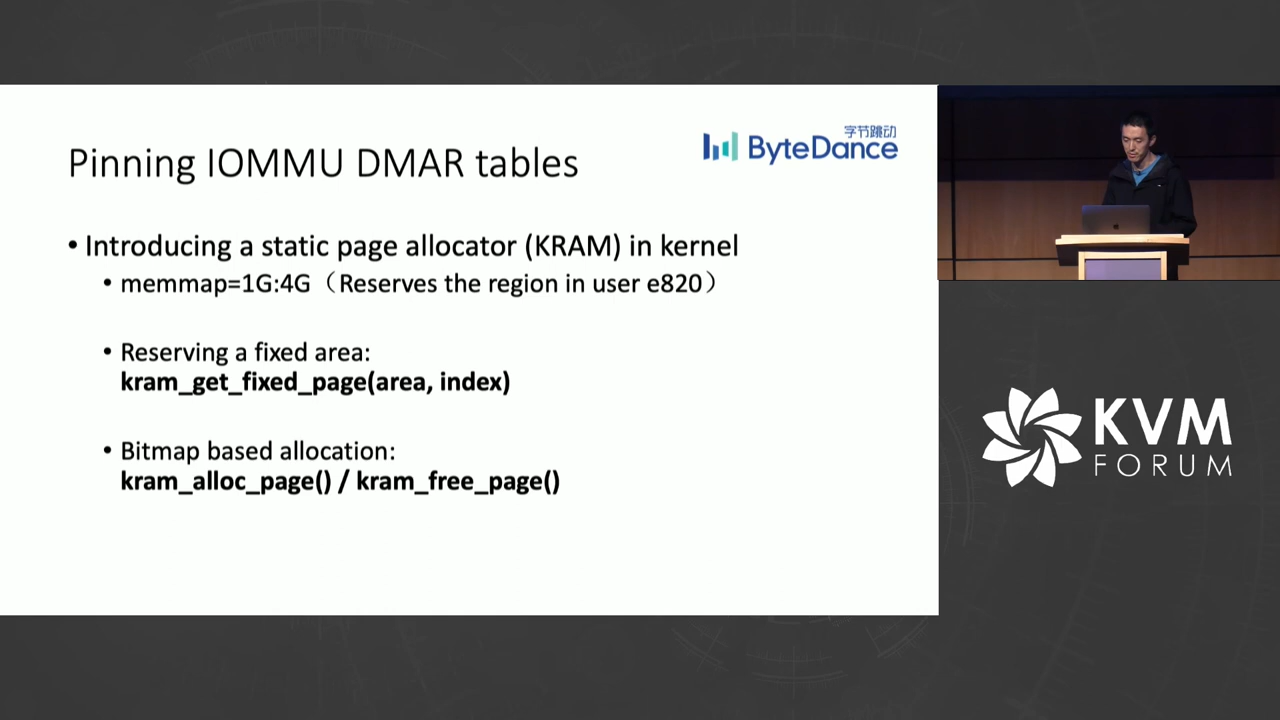 Pinning IOMMU DMAR tables
字节跳动
ByteDance
• Introducing a static page allocator (KRAM) in kernel
• memmap=1G:4G（Reserves the region in user e820）
• Reserving a fixed area:
kram_get_fixed_page(area, index)
• Bitmap based allocation:
kram_alloc_page() / kram_free_page()
KVM
FORUM